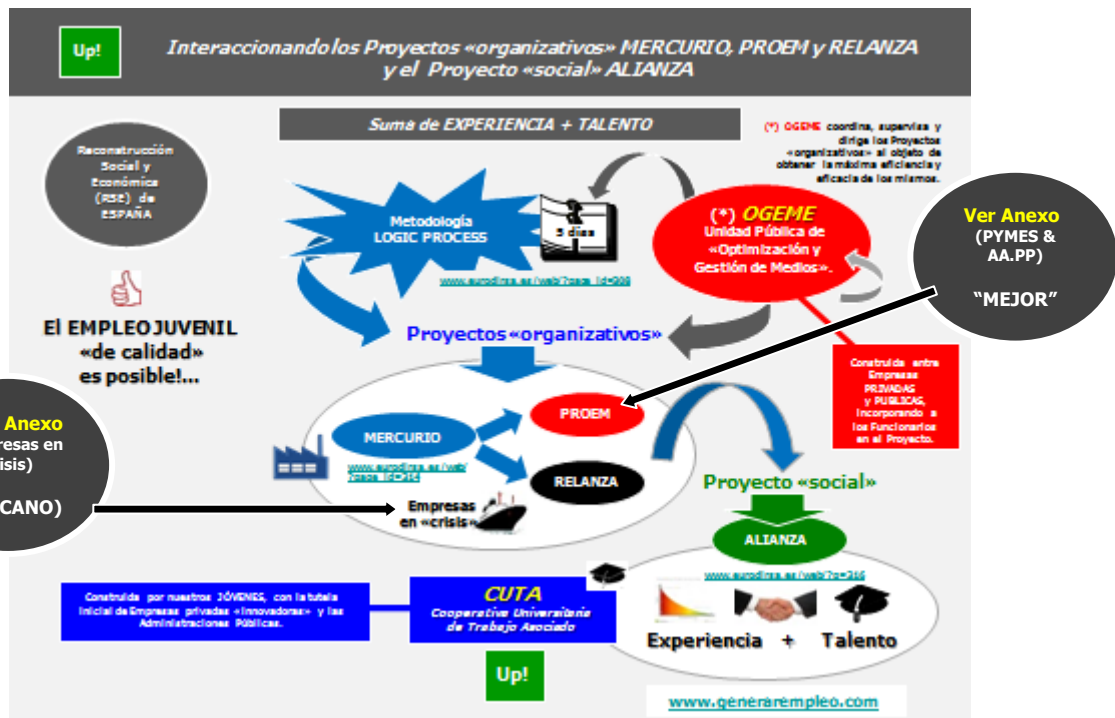 Up!
Interaccionando los Proyectos «organizativos» MERCURIO, PROEM y RELANZA
y el Proyecto «social» ALIANZA
Suma de EXPERIENCIA + TALENTO
(*) OGEME coordina, supervisa y
dirige los Proyectos
«organizativos» al objeto de
obtener la máxima eficiencia y
eficacia de los mismos.
Reconstrucción
Social y
Económica
(RSE) de
ESPAÑA
Metodología
LOGIC PROCESS
días
(*) OGEME
Unidad Pública de
«Optimización y
Gestión de Medios».
Ver Anexo
(PYMES &
AA.PP)
“MEJOR”
El EMPLEO JUVENIL
«de calidad»
es posible!...
Proyectos «organizativos»
Construida entre
Empresas
PRIVADAS
y PUBLICAS,
incorporando a
los Funcionarios
en el Proyecto.
PROEM
MERCURIO
RELANZA
Empresas
en «crisis»
Anexo
resas en
isis)
CANO)
Proyecto «social»
ALIANZA
Construida por nuestros JÓVENES, con la tutela
inicial de Empresas privadas «innovadoras» y las
Administraciones Públicas.
CUTA
Cooperativa Universitaria
de Trabajo Asociado
Experiencia + Talento
Up!
www.generarempleo.com